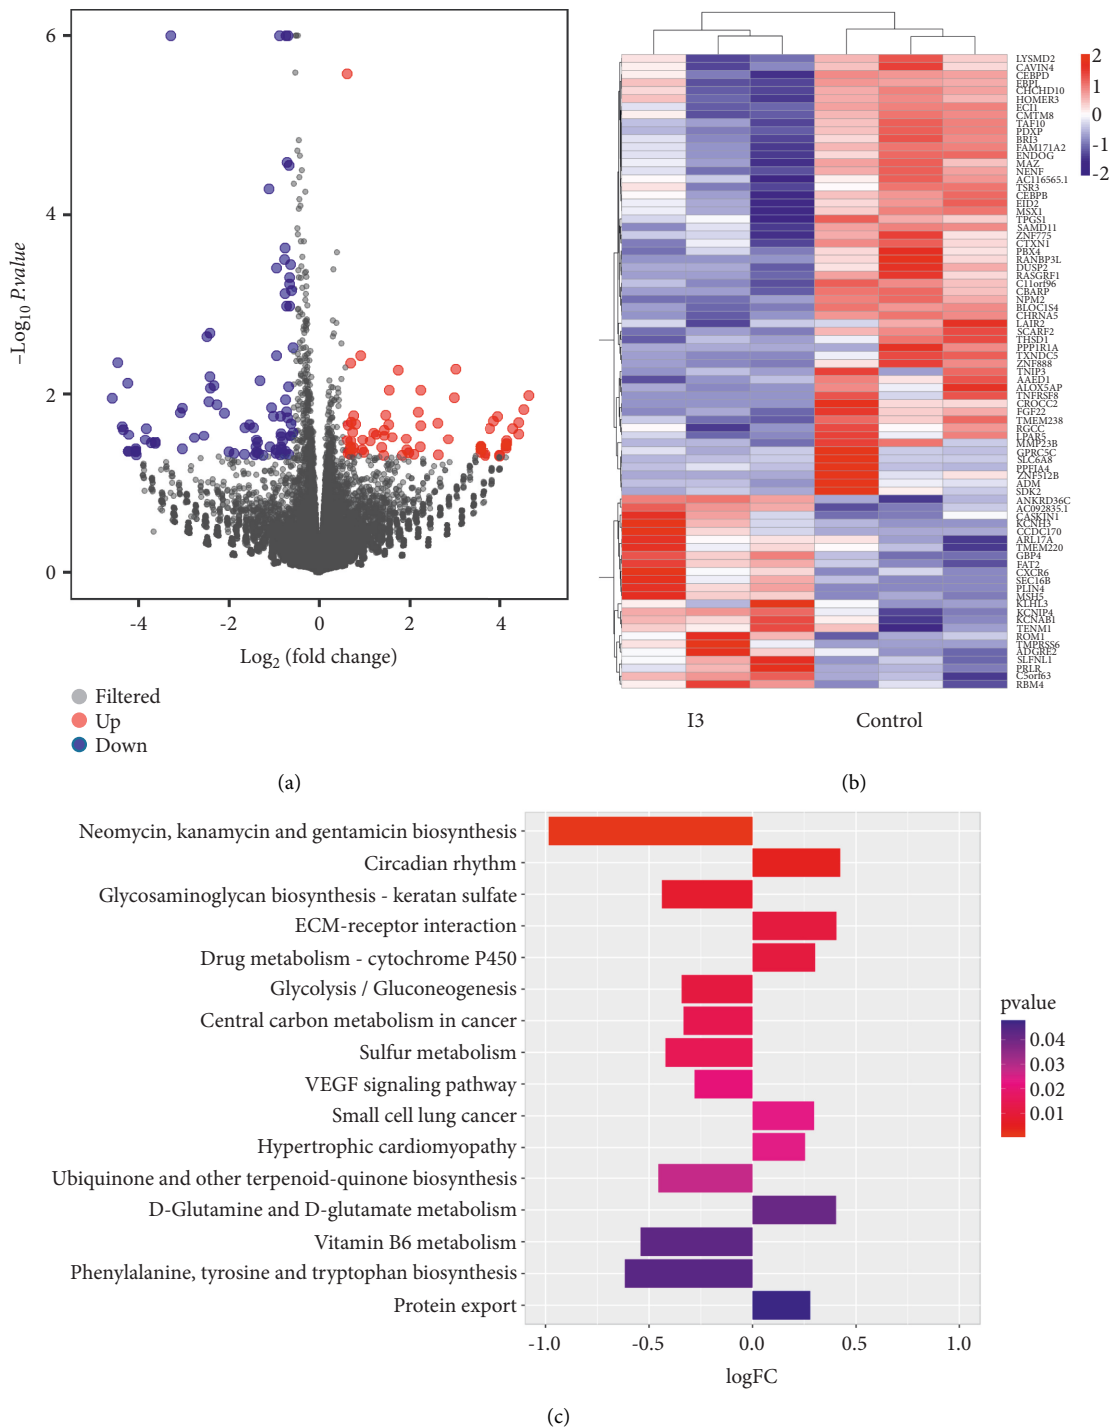 6
4
2
0
−Log10 P.value
-4
-2
0
2
4
Log2 (fold change)
Filtered
Up
Down
(a)
LYSMD2
CAVIN4
CEBPD
EBPL
CHCHD10
HOMER3
ECI1
CMTM8
TAF10
PDXP
BRI3
FAM171A2
ENDOG
MAZ
NENF
AC116565.1
TSR3
CEBPB
EID2
MSX1
TPGS1
SAMD11
ZNF775
CTXN1
PBX4
RANBP3L
DUSP2
RASGRF1
C11orf96
CBARP
NPM2
BLOC1S4
CHRNA5
LAIR2
SCARF2
THSD1
PPP1R1A
TXNDC5
ZNF888
TNIP3
AAED1
ALOX5AP
TNFRSF8
CROCC2
FGF22
TMEM238
RGCC
LPAR5
MMP23B
GPRC5C
SLC6A8
PPFIA4
ZNF512B
ADM
SDK2
ANKRD36C
AC092835.1
CASKIN1
KCNH3
CCDC170
ARL17A
TMEM220
GBP4
FAT2
CXCR6
SEC16B
PLIN4
MSH5
KLHL3
KCNIP4
KCNAB1
TENM1
ROM1
TMPRSS6
ADGRE2
SLFNL1
PRLR
C5orf63
RBM4
2
1
0
-1
-2
I3
Control
(b)
Neomycin, kanamycin and gentamicin biosynthesis
Circadian rhythm
Glycosaminoglycan biosynthesis - keratan sulfate
ECM-receptor interaction
Drug metabolism - cytochrome P450
Glycolysis / Gluconeogenesis
Central carbon metabolism in cancer
Sulfur metabolism
VEGF signaling pathway
Small cell lung cancer
Hypertrophic cardiomyopathy
Ubiquinone and other terpenoid-quinone biosynthesis
D-Glutamine and D-glutamate metabolism
Vitamin B6 metabolism
Phenylalanine, tyrosine and tryptophan biosynthesis
Protein export
-1.0
-0.5
0.0
0.5
1.0
logFC
pvalue
0.04
0.03
0.02
0.01
(c)